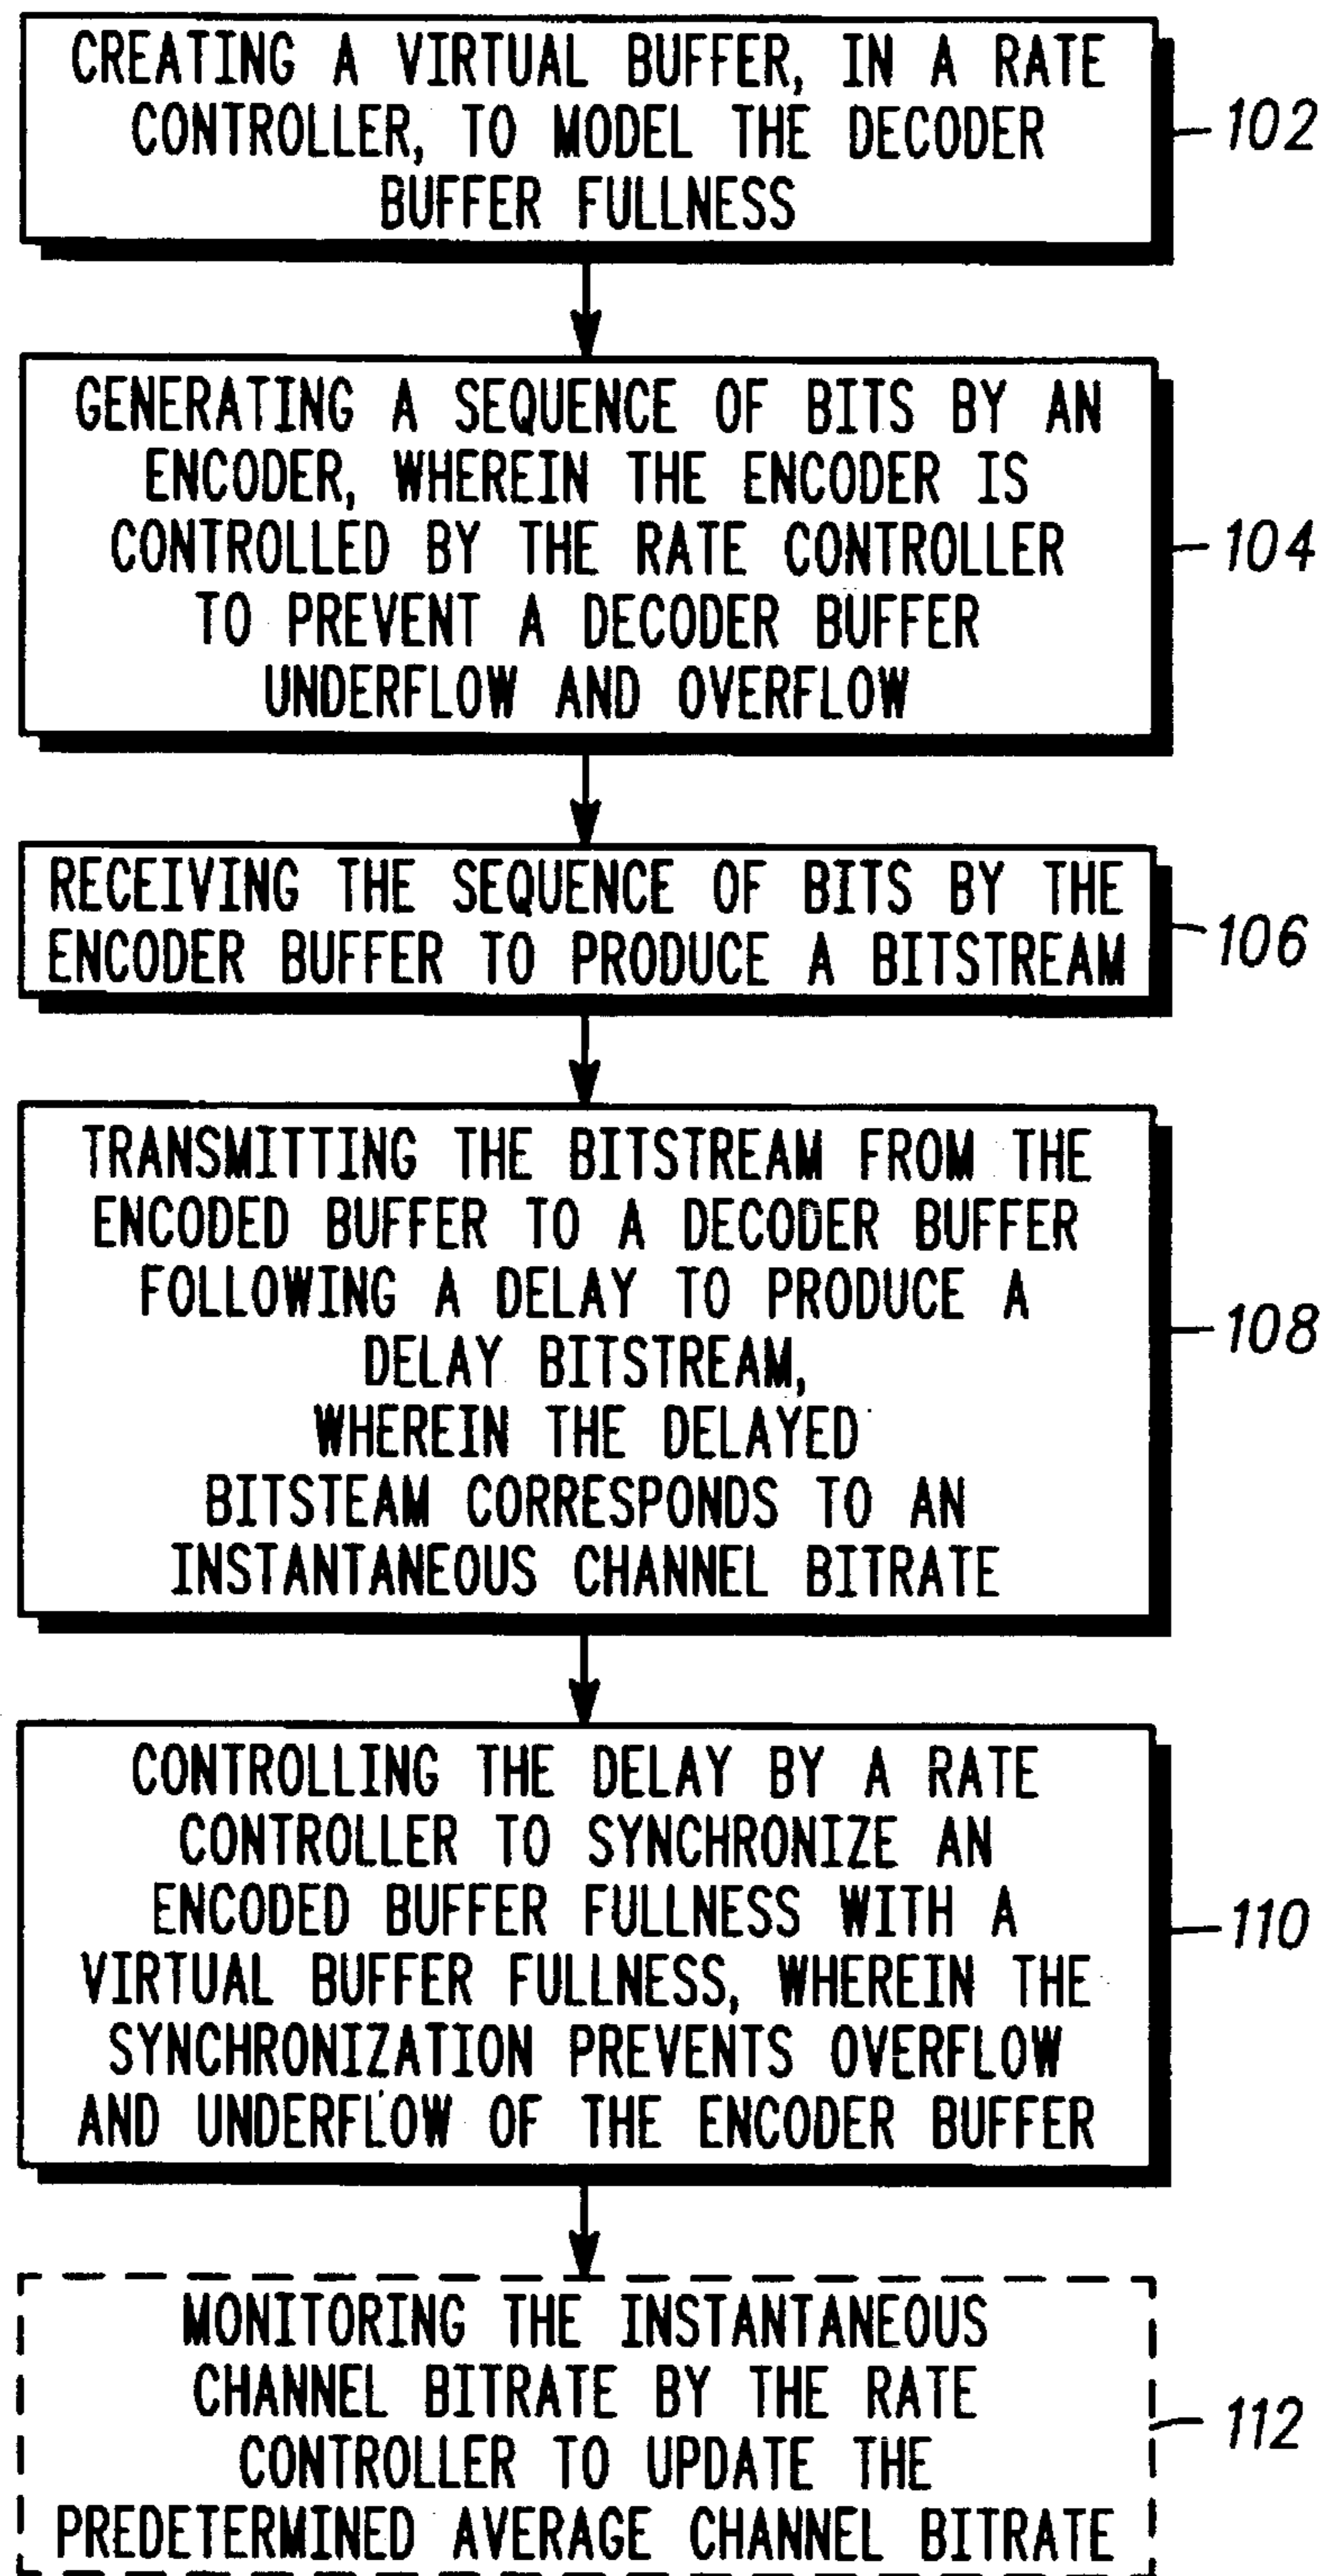 CREATING A VIRTUAL BUFFER, IN A RATE
CONTROLLER, TO MODEL THE DECODER
BUFFER FULLNESS
102
GENERATING A SEQUENCE OF BITS BY AN
ENCODER, WHEREIN THE ENCODER IS
CONTROLLED BY THE RATE CONTROLLER
TO PREVENT A DECODER BUFFER
UNDERFLOW AND OVERFLOW
104
RECEIVING THE SEQUENCE OF BITS BY THE
ENCODER BUFFER TO PRODUCE A BITSTREAM
106
TRANSMITTING THE BITSTREAM FROM THE
ENCODED BUFFER TO A DECODER BUFFER
FOLLOWING A DELAY TO PRODUCE A
DELAY BITSTREAM,
WHEREIN THE DELAYED
BITSTEAM CORRESPONDS TO AN
INSTANTANEOUS CHANNEL BITRATE
108
CONTROLLING THE DELAY BY A RATE
CONTROLLER TO SYNCHRONIZE AN
ENCODED BUFFER FULLNESS WITH A
VIRTUAL BUFFER FULLNESS, WHEREIN THE
SYNCHRONIZATION PREVENTS OVERFLOW
AND UNDERFLOW OF THE ENCODER BUFFER
110
MONITORING THE INSTANTANEOUS
CHANNEL BITRATE BY THE RATE
CONTROLLER TO UPDATE THE
PREDETERMINED AVERAGE CHANNEL BITRATE
112